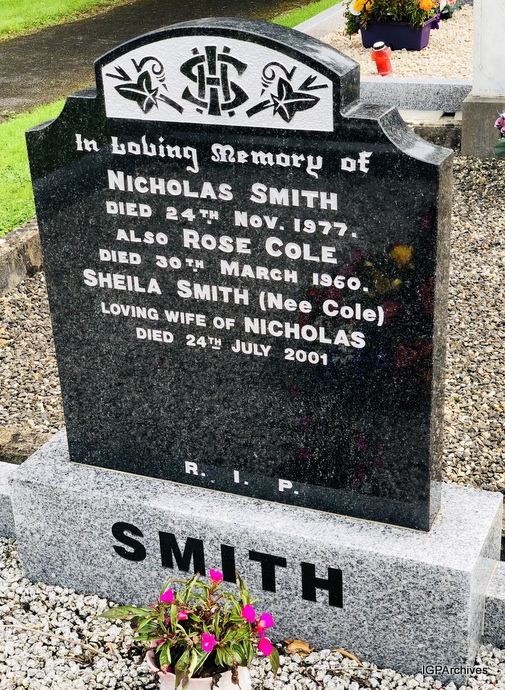 IHS
In Loving Memory of
NICHOLAS SMITH
DIED 24TH NOV. 1977.
ALSO ROSE COLE
DIED 30TH MARCH 1960.
SHEILA SMITH (Nee Cole)
LOVING WIFE OF NICHOLAS
DIED 24TH JULY 2001
R. I. P.
SMITH
IGPArchives